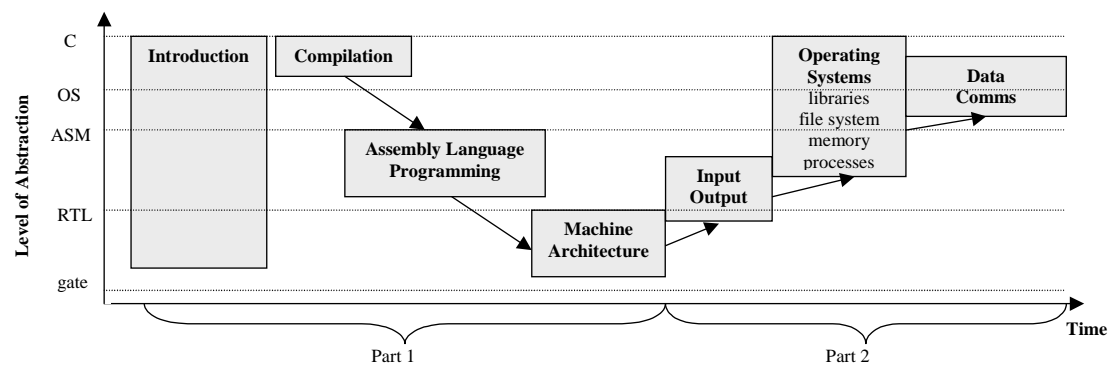 Level of Abstraction
C
OS
ASM
RTL
gate
Introduction
Compilation
Assembly Language
Programming
Machine
Architecture
Input
Output
Operating
Systems
libraries
file system
memory
processes
Data
Comms
Time
Part 1
Part 2